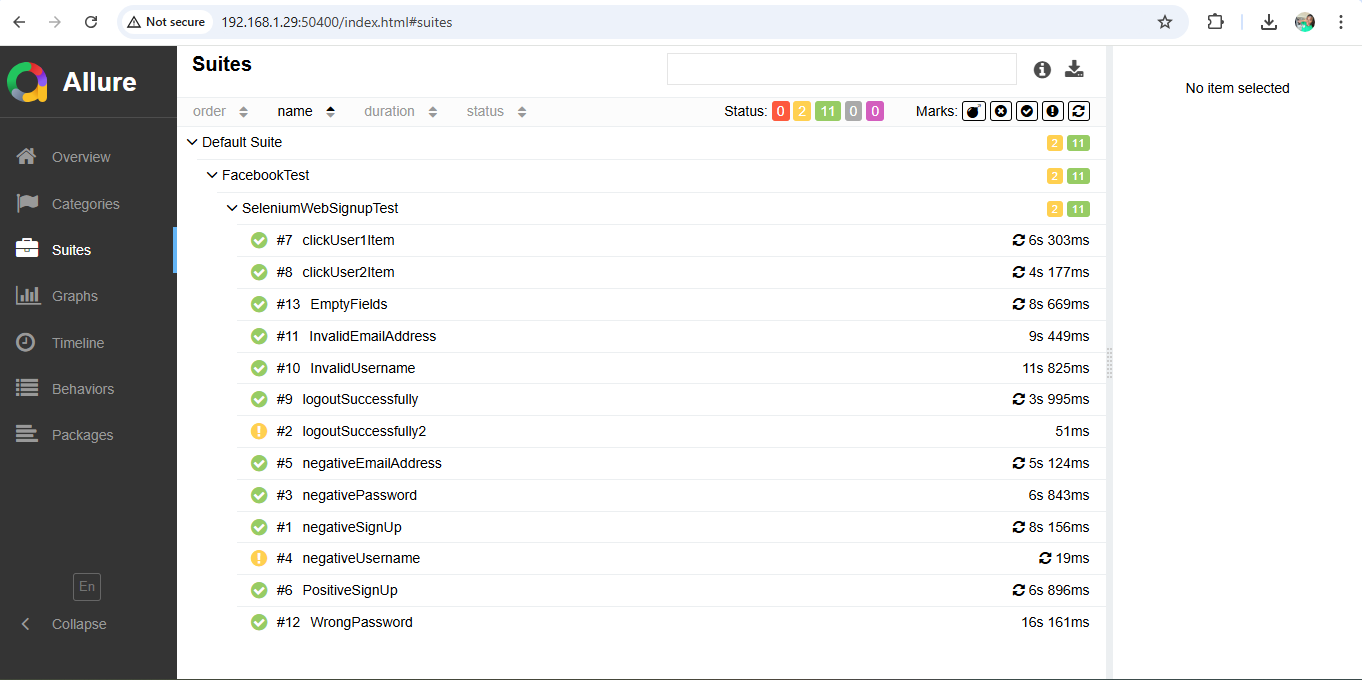 Not secure 192.168.1.29:50400/index.html#suites
Allure
Overview
Categories
Suites
Graphs
Timeline
Behaviors
Packages
En
Collapse
Suites
order name duration status Status: 0 2 11 0 0 Marks:
Default Suite 2 11
FacebookTest 2 11
SeleniumWebSignupTest 2 11
#7 clickUser1Item 6s 303ms
#8 clickUser2Item 4s 177ms
#13 EmptyFields 8s 669ms
#11 InvalidEmailAddress 9s 449ms
#10 InvalidUsername 11s 825ms
#9 logoutSuccessfully 3s 995ms
#2 logoutSuccessfully2 51ms
#5 negativeEmailAddress 5s 124ms
#3 negativePassword 6s 843ms
#1 negativeSignUp 8s 156ms
#4 negativeUsername 19ms
#6 PositiveSignUp 6s 896ms
#12 WrongPassword 16s 161ms
No item selected